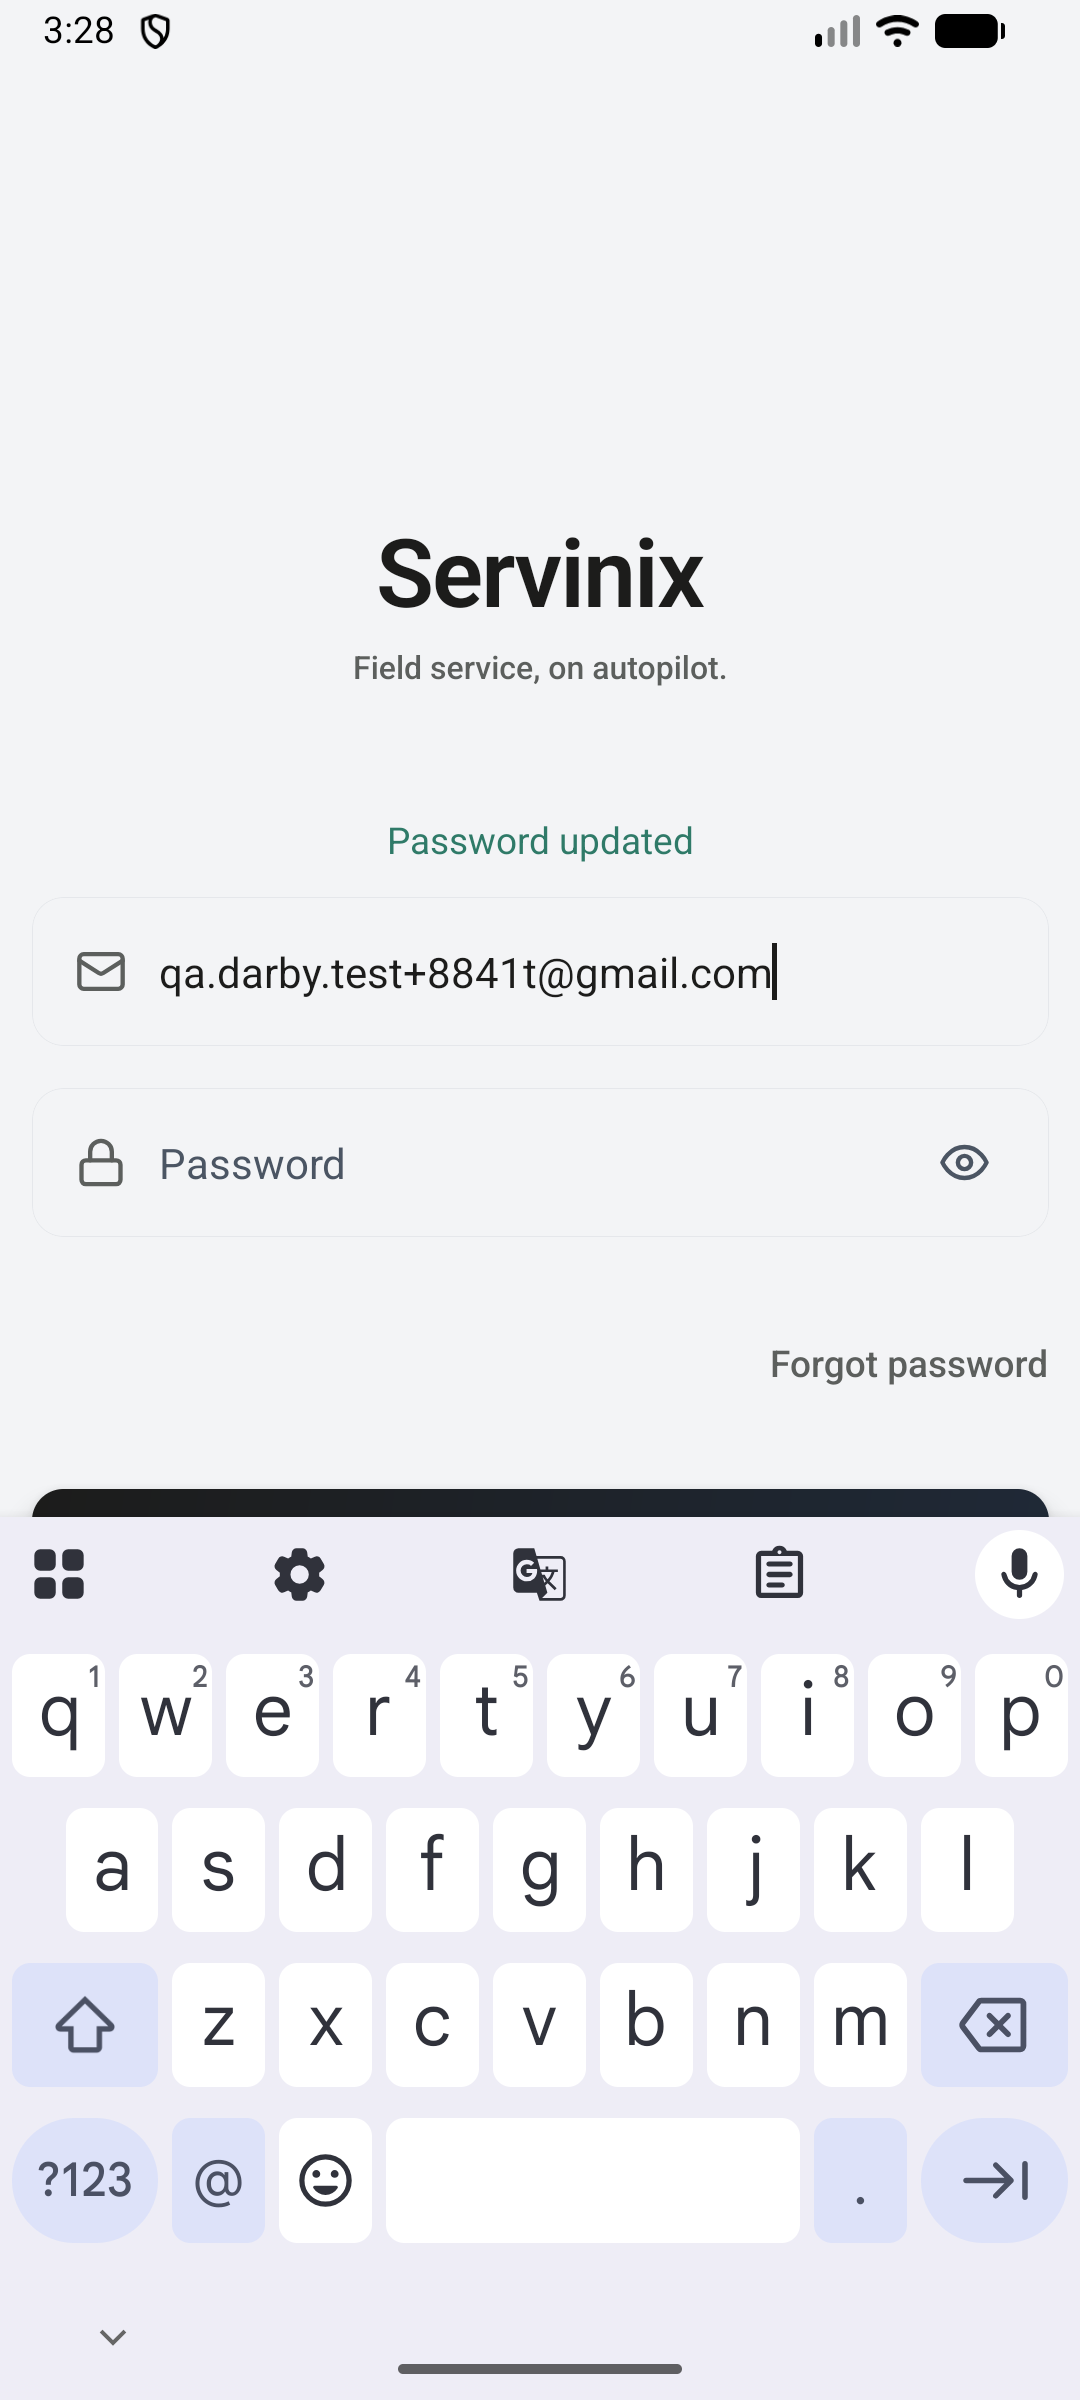 3:28
Servinix
Field service, on autopilot.
Password updated
qa.darby.test+8841t@gmail.com
Password
Forgot password
q1 w2 e3 r4 t5 y6 u7 i8 o9 p0
a s d f g h j k l
z x c v b n m
?123 @ .